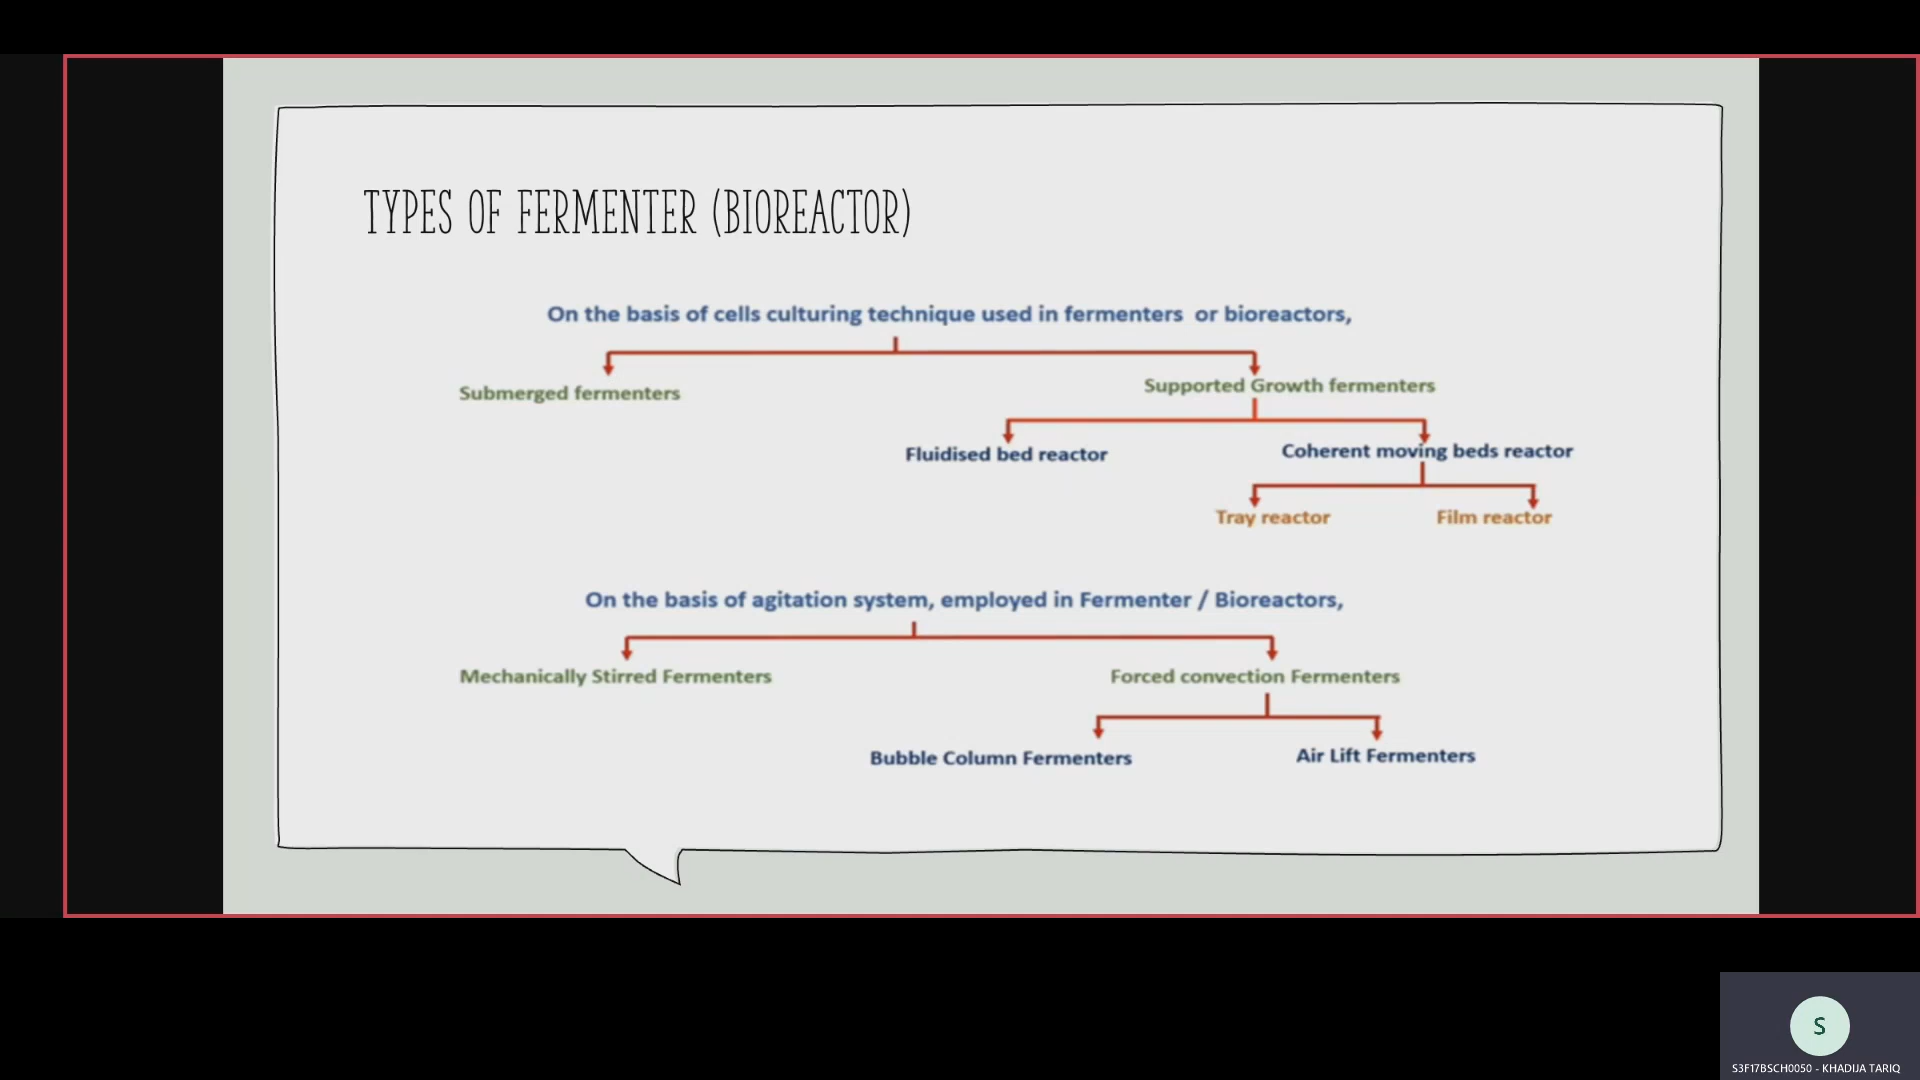 TYPES OF FERMENTER (BIOREACTOR)
On the basis of cells culturing technique used in fermenters or bioreactors,
Submerged fermenters
Supported Growth fermenters
Fluidised bed reactor
Coherent moving beds reactor
Tray reactor
Film reactor
On the basis of agitation system, employed in Fermenter / Bioreactors,
Mechanically Stirred Fermenters
Forced convection Fermenters
Bubble Column Fermenters
Air Lift Fermenters
S
S3F17BSCH0050 - KHADIJA TARIQ